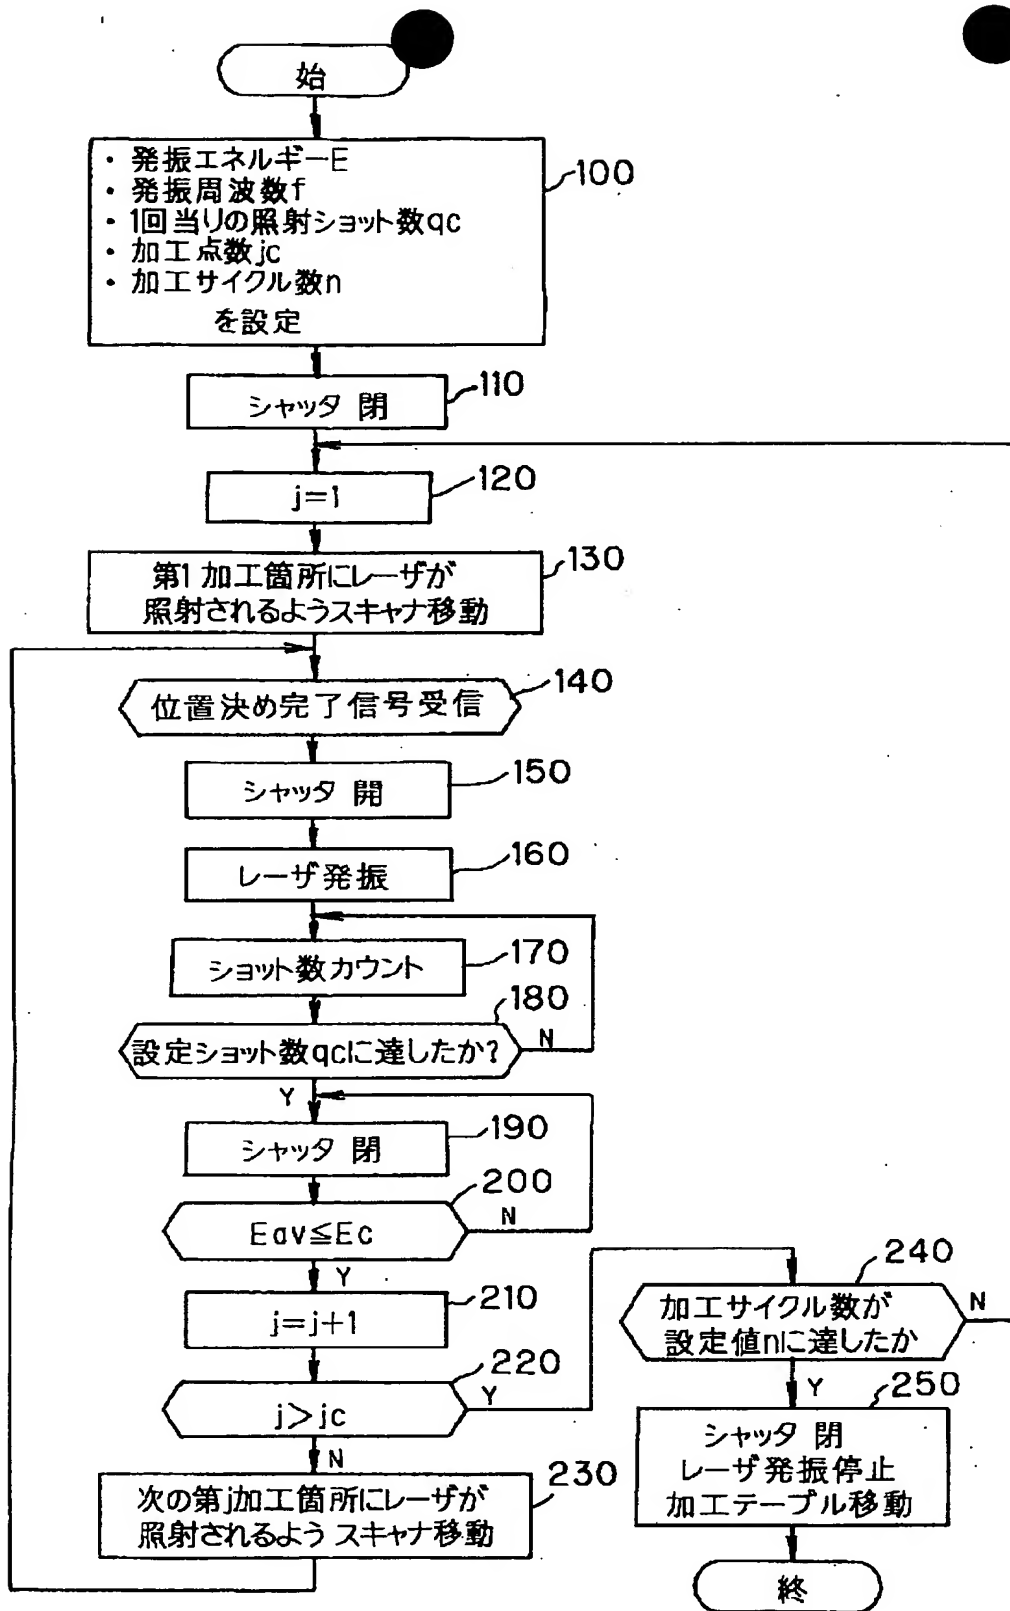 始
・発振エネルギーE
・発振周波数f
・1回当りの照射ショット数qc
・加工点数jc
・加工サイクル数n
を設定
100
シャッタ 閉
110
j=1
120
第1加工箇所にレーザが
照射されるようスキャナ移動
130
位置決め完了信号受信
140
シャッタ 開
150
レーザ発振
160
ショット数カウント
170
設定ショット数qcに達したか?
180
N
Y
シャッタ 閉
190
Eav≦Ec
200
N
Y
j=j+1
210
j>jc
220
Y
N
次の第j加工箇所にレーザが
照射されるようスキャナ移動
230
加工サイクル数が
設定値nに達したか
240
N
Y
シャッタ 閉
レーザ発振停止
加工テーブル移動
250
終